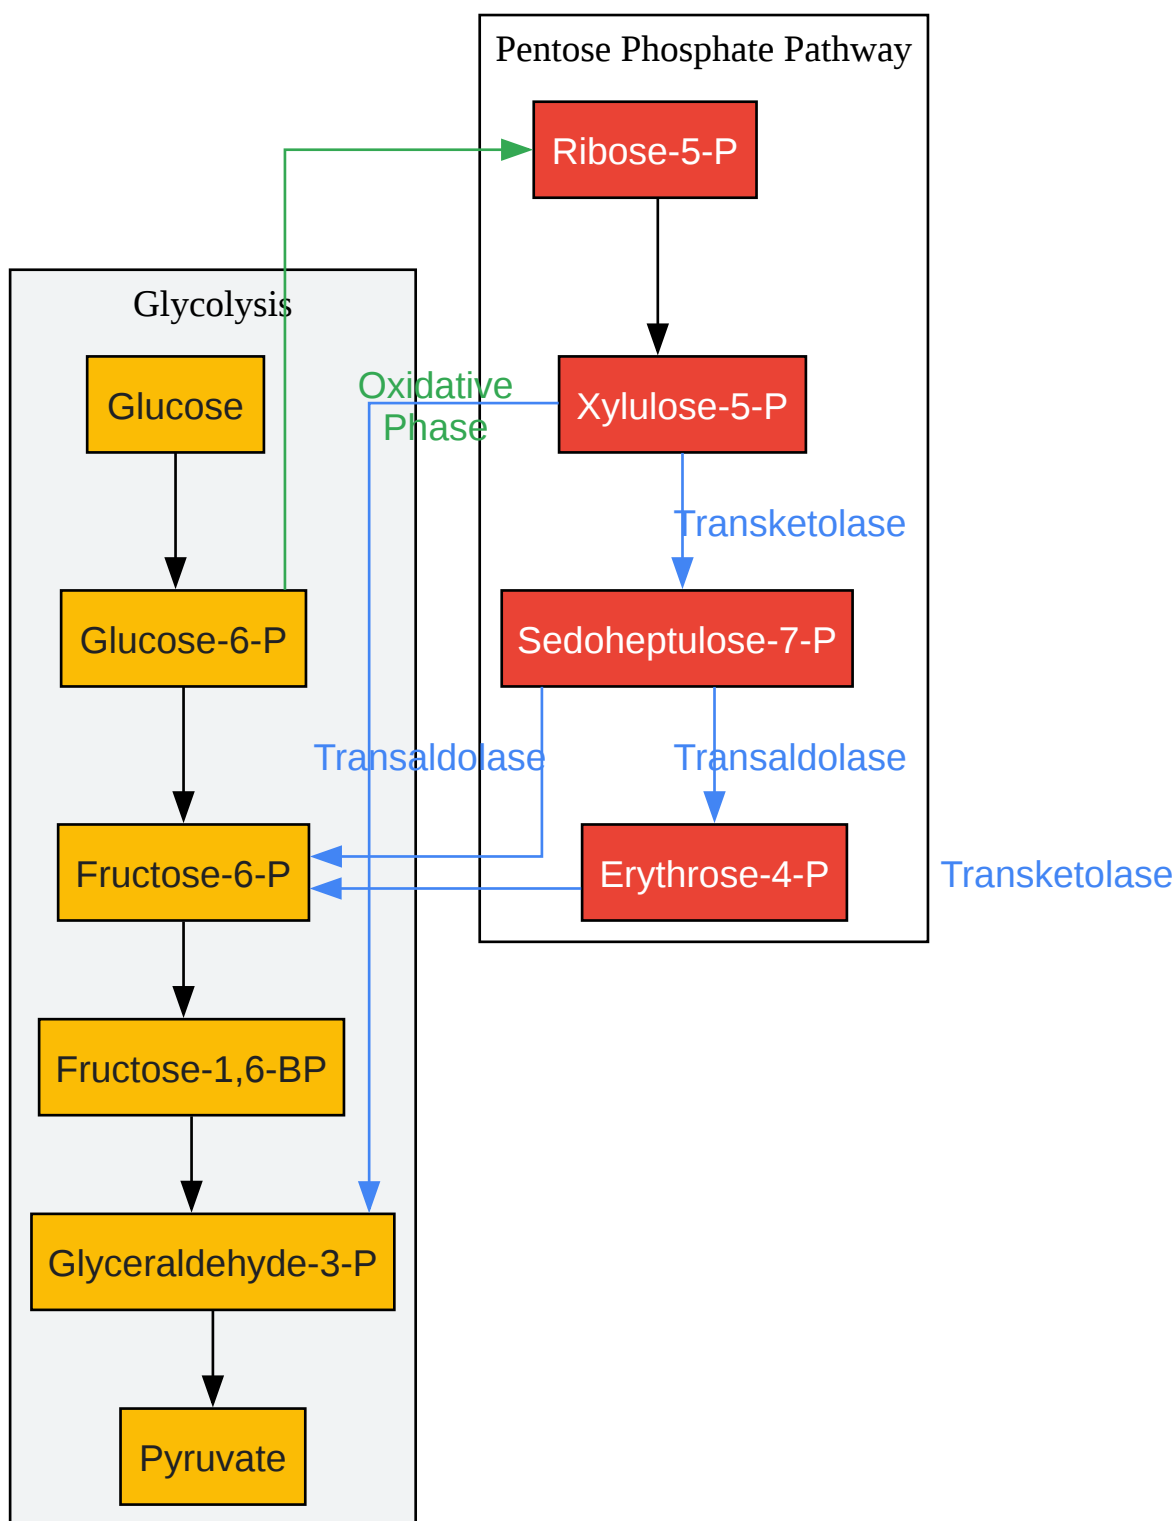 Pentose Phosphate Pathway
Ribose-5-P
Glycolysis
Glucose
Oxidative
Phase
Xylulose-5-P
Transketolase
Glucose-6-P
Sedoheptulose-7-P
Transaldolase
Transaldolase
Fructose-6-P
Erythrose-4-P
Transketolase
Fructose-1,6-BP
Glyceraldehyde-3-P
Pyruvate